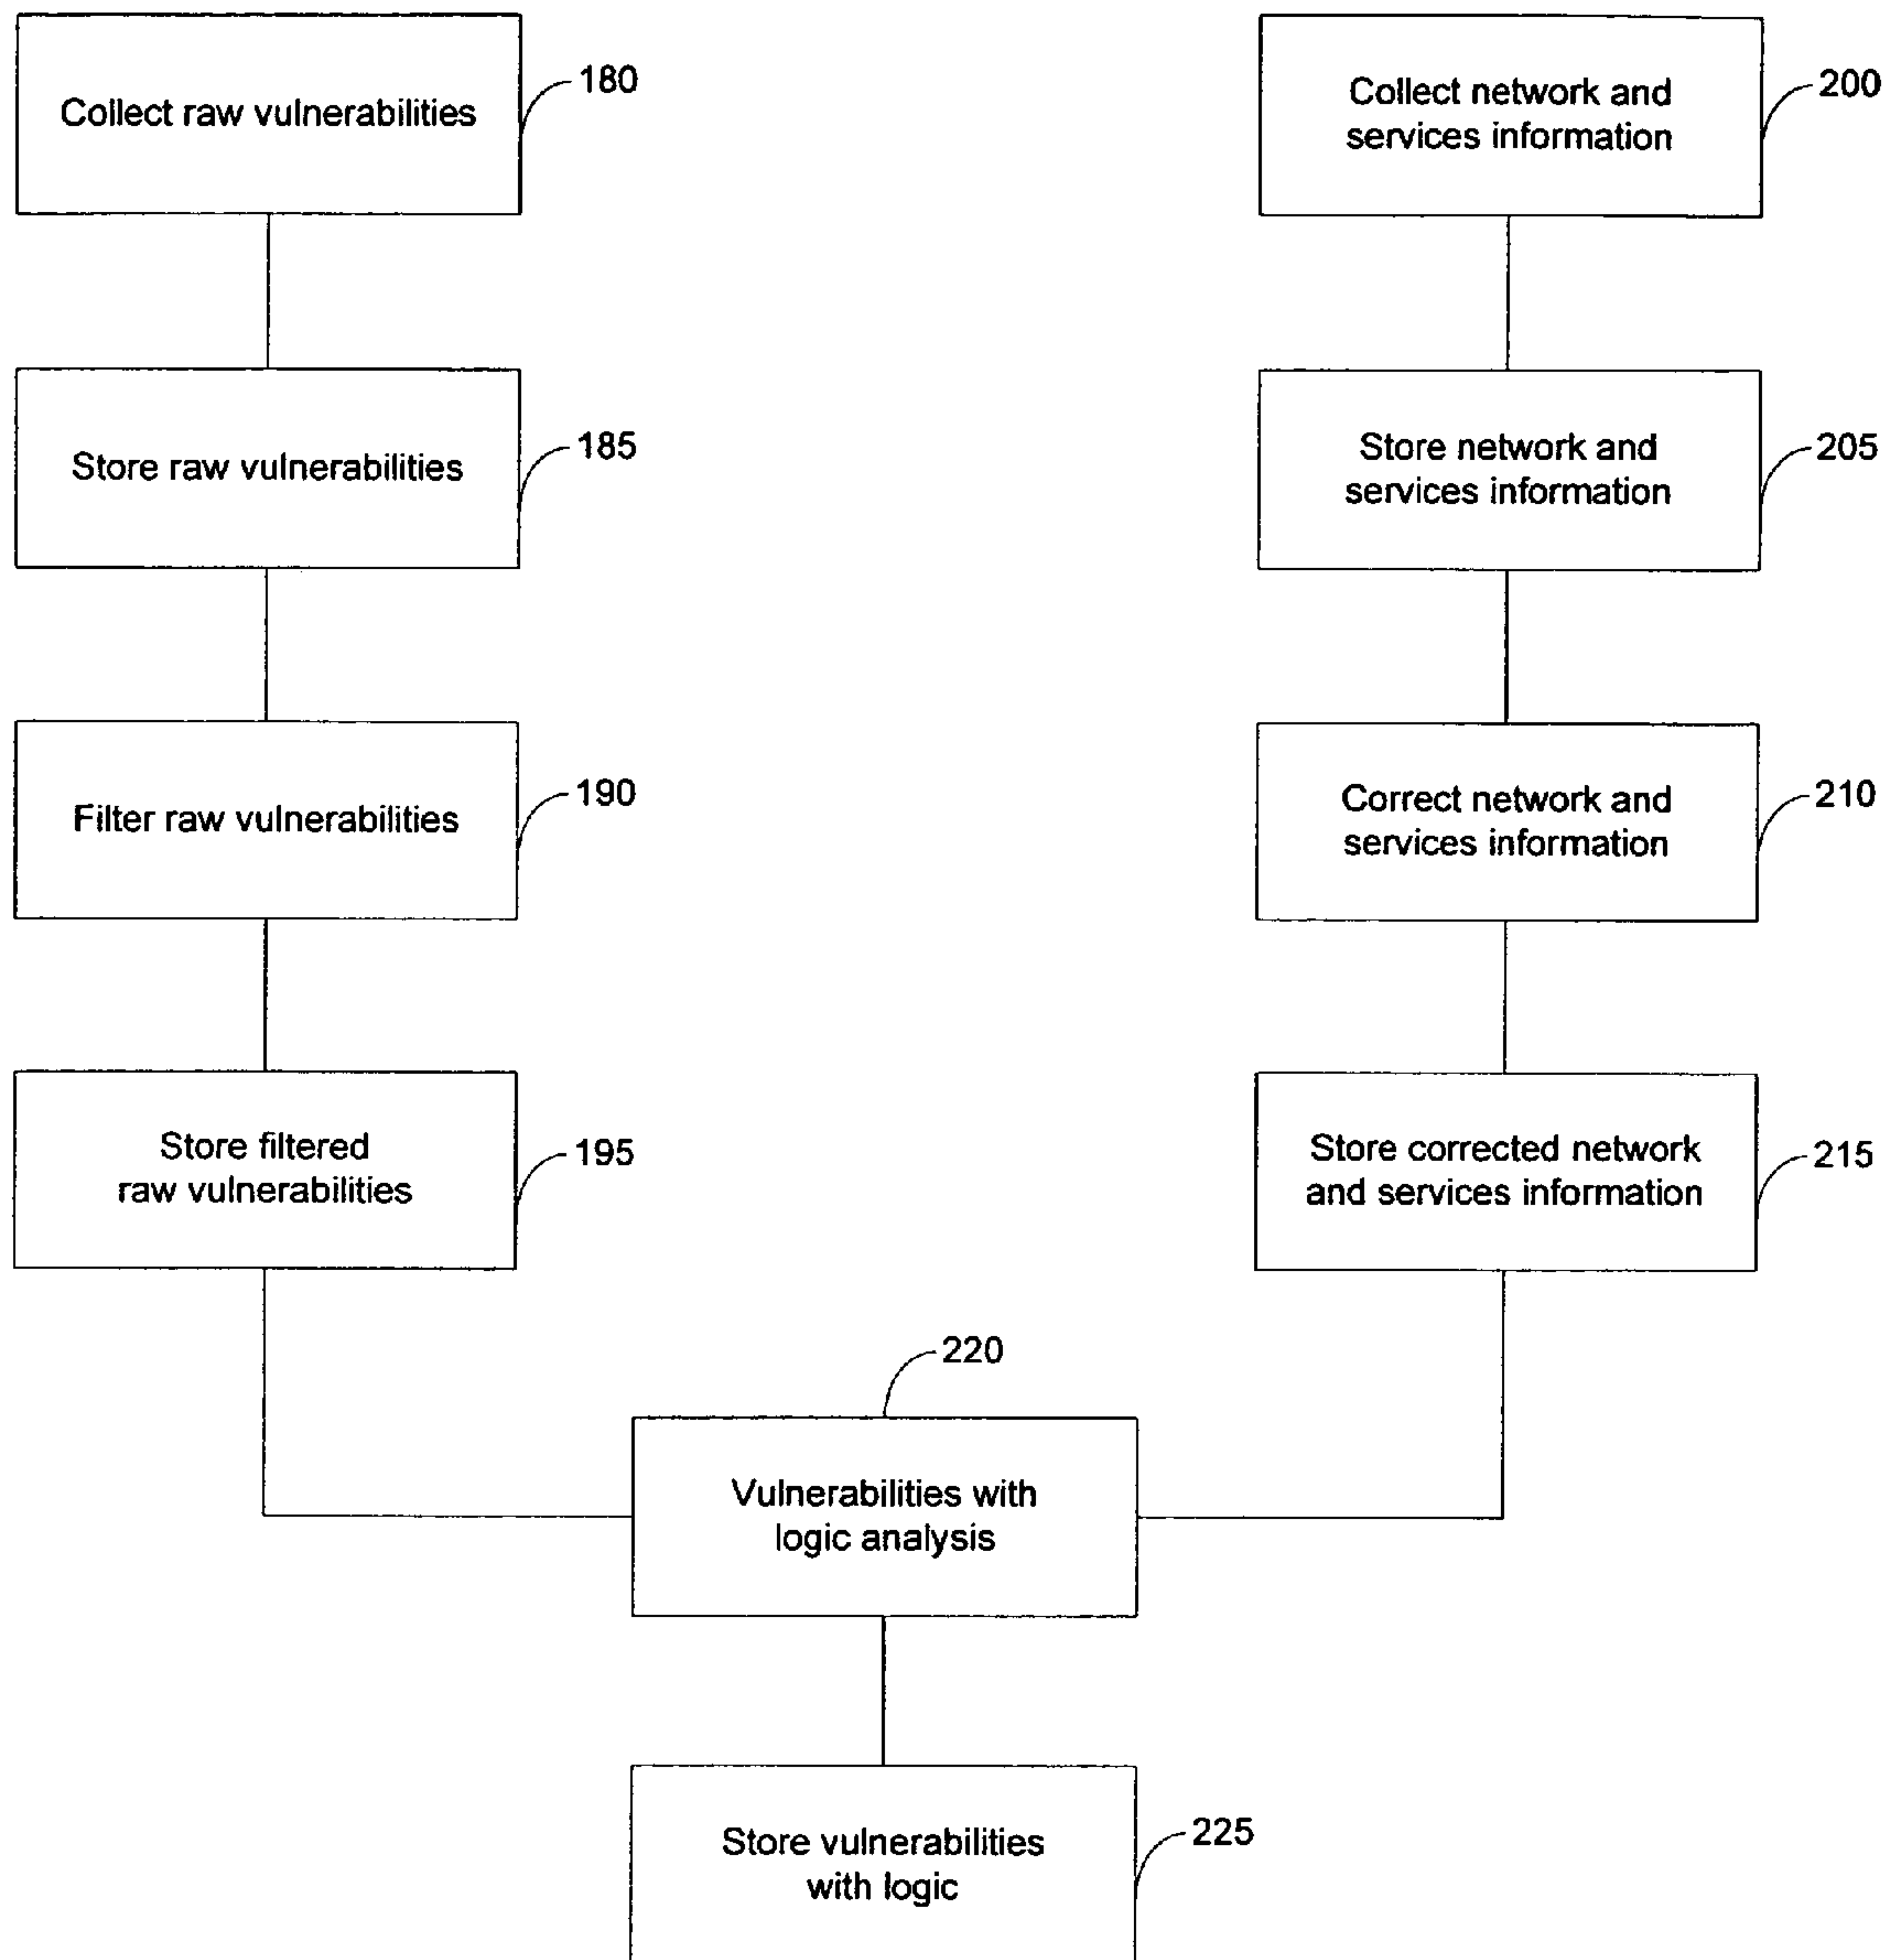 Collect raw vulnerabilities
180
Store raw vulnerabilities
185
Filter raw vulnerabilities
190
Store filtered
raw vulnerabilities
195
Collect network and
services information
200
Store network and
services information
205
Correct network and
services information
210
Store corrected network
and services information
215
220
Vulnerabilities with
logic analysis
Store vulnerabilities
with logic
225